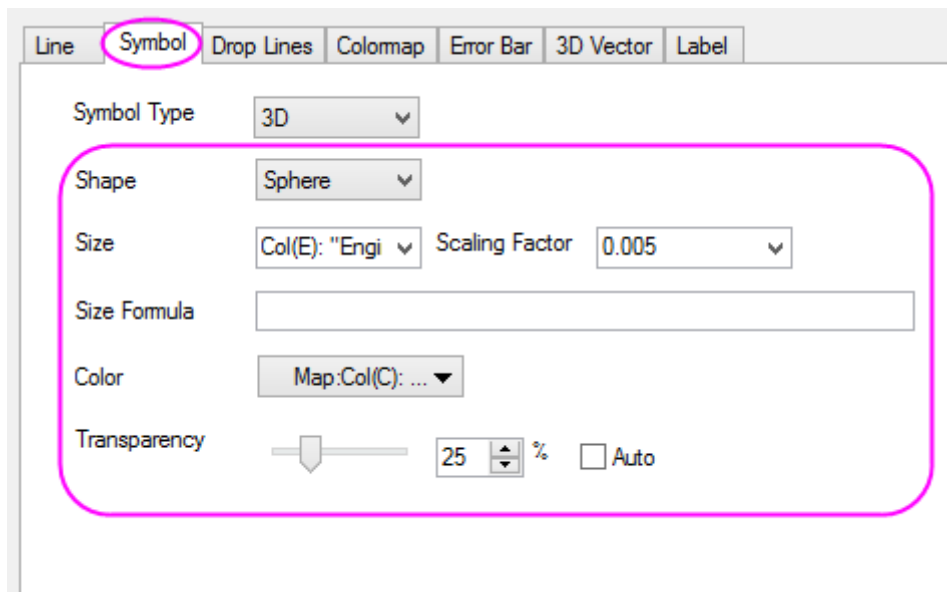 Line Symbol Drop Lines Colormap Error Bar 3D Vector Label
Symbol Type 3D
Shape Sphere
Size Col(E): "Engi Scaling Factor 0.005
Size Formula
Color Map:Col(C): ...
Transparency 25 % Auto